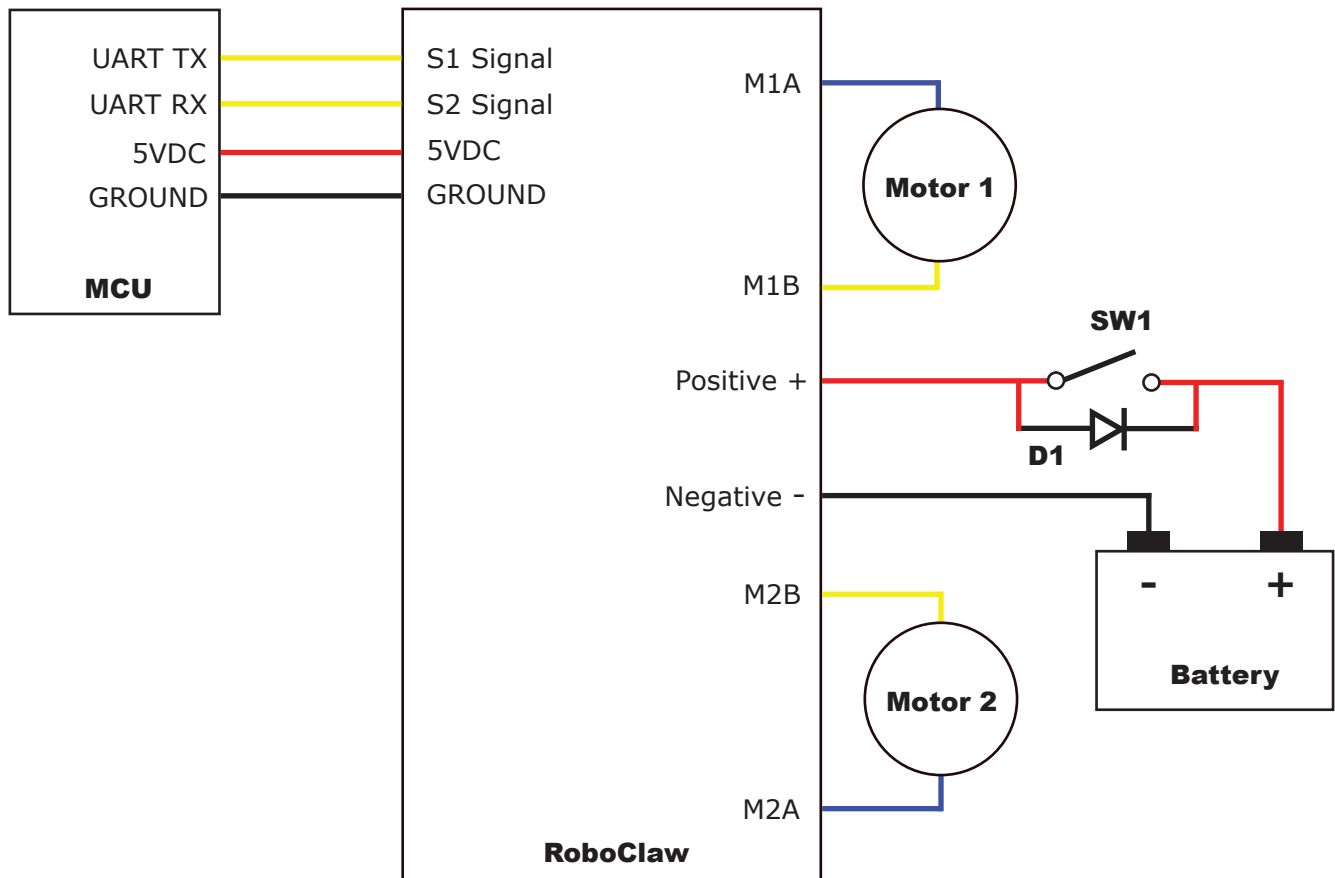 UART TX
UART RX
5VDC
GROUND
MCU
S1 Signal
S2 Signal
5VDC
GROUND
M1A
Motor 1
M1B
SW1
Positive +
D1
Negative -
- +
Battery
M2B
Motor 2
M2A
RoboClaw